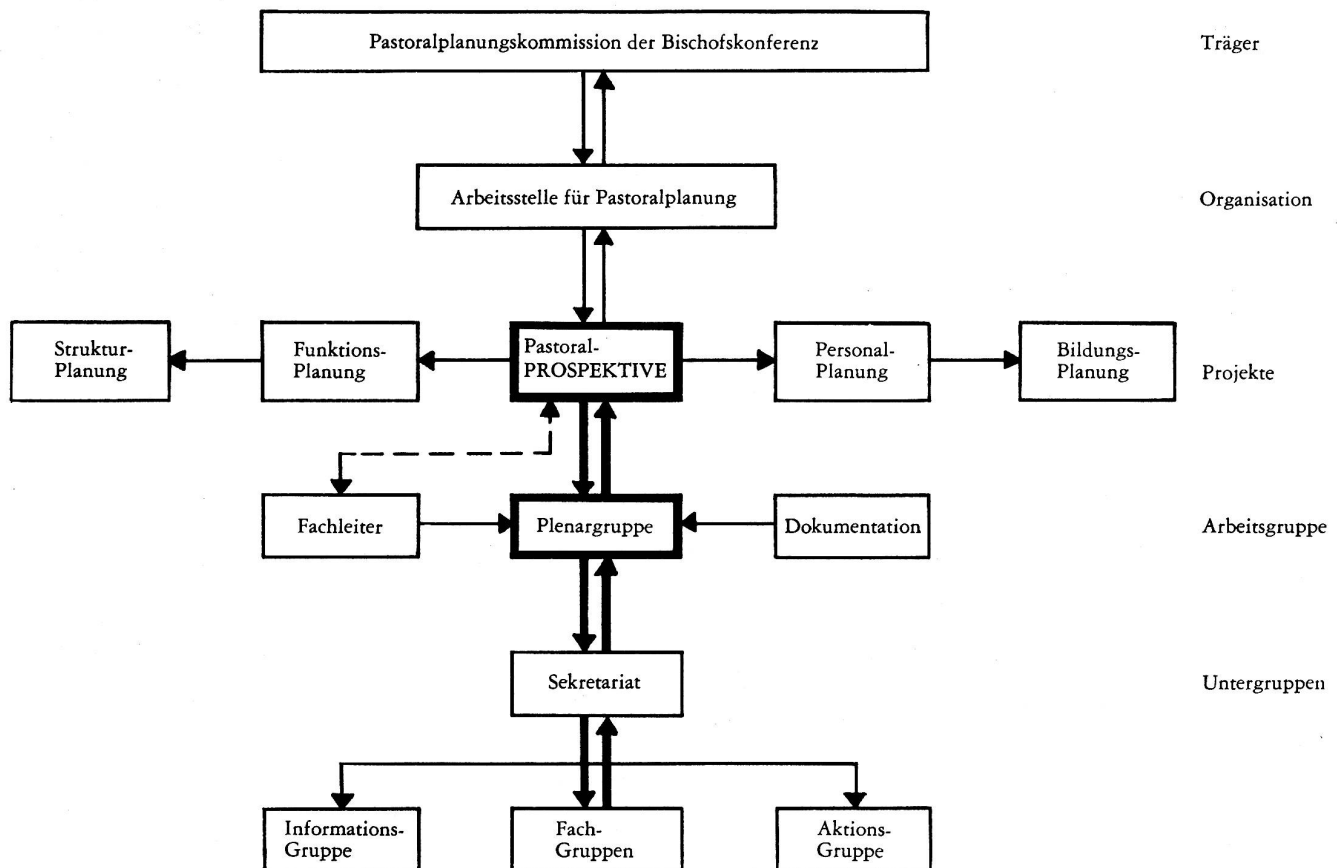 Pastoralplanungskommission der Bischofskonferenz
Träger
Arbeitsstelle für Pastoralplanung
Organisation
Struktur-
Planung
Funktions-
Planung
Pastoral-
PROSPEKTIVE
Personal-
Planung
Bildungs-
Planung
Projekte
Fachleiter
Plenargruppe
Dokumentation
Arbeitsgruppe
Sekretariat
Untergruppen
Informations-
Gruppe
Fach-
Gruppen
Aktions-
Gruppe